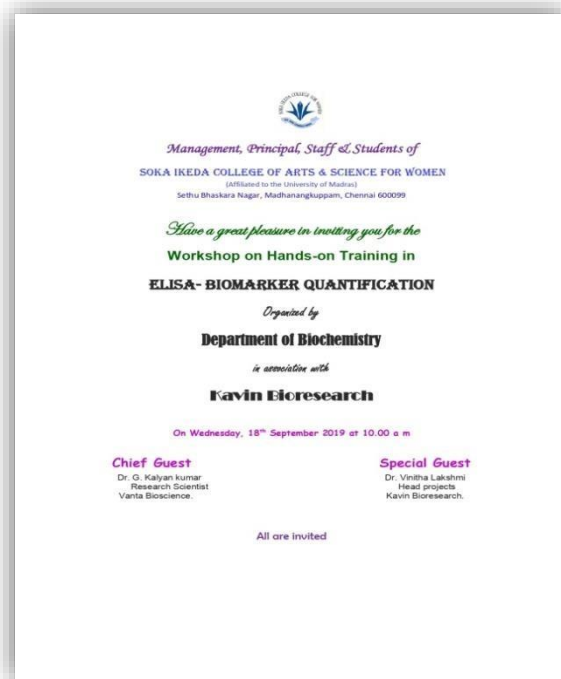 Management, Principal, Staff & Students of
SOKA IKEDA COLLEGE OF ARTS & SCIENCE FOR WOMEN
(Affiliated to the University of Madras)
Sethu Bhaskara Nagar, Madhanangkuppam, Chennai 600099
Have a great pleasure in inviting you for the
Workshop on Hands-on Training in
ELISA- BIOMARKER QUANTIFICATION
Organized by
Department of Biochemistry
in association with
Kavin Bioresearch
On Wednesday, 18th September 2019 at 10.00 a m
Chief Guest
Dr. G. Kalyan kumar
Research Scientist
Vanta Bioscience.
Special Guest
Dr. Vinitha Lakshmi
Head projects
Kavin Bioresearch.
All are invited